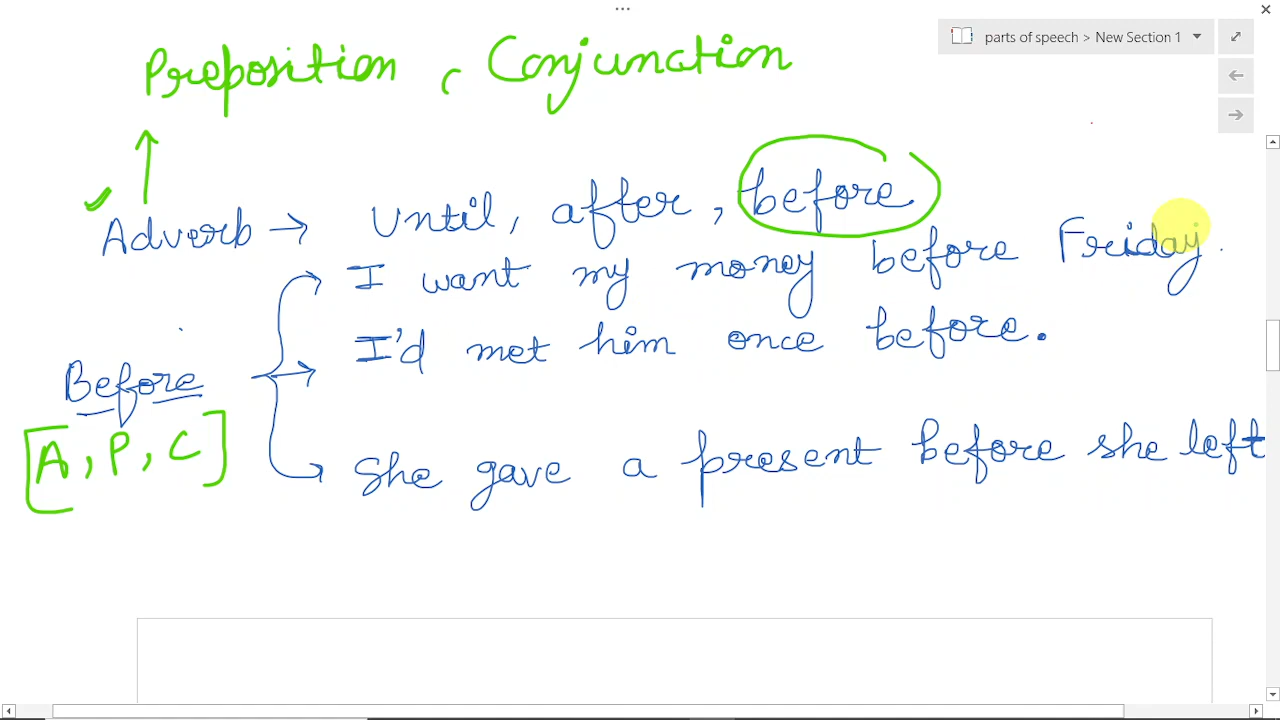 parts of speech > New Section 1
Preposition, Conjunction
Adverb → Until, after, before
I want my money before Friday.
I'd met him once before.
Before
[A, P, C]
She gave a present before she left